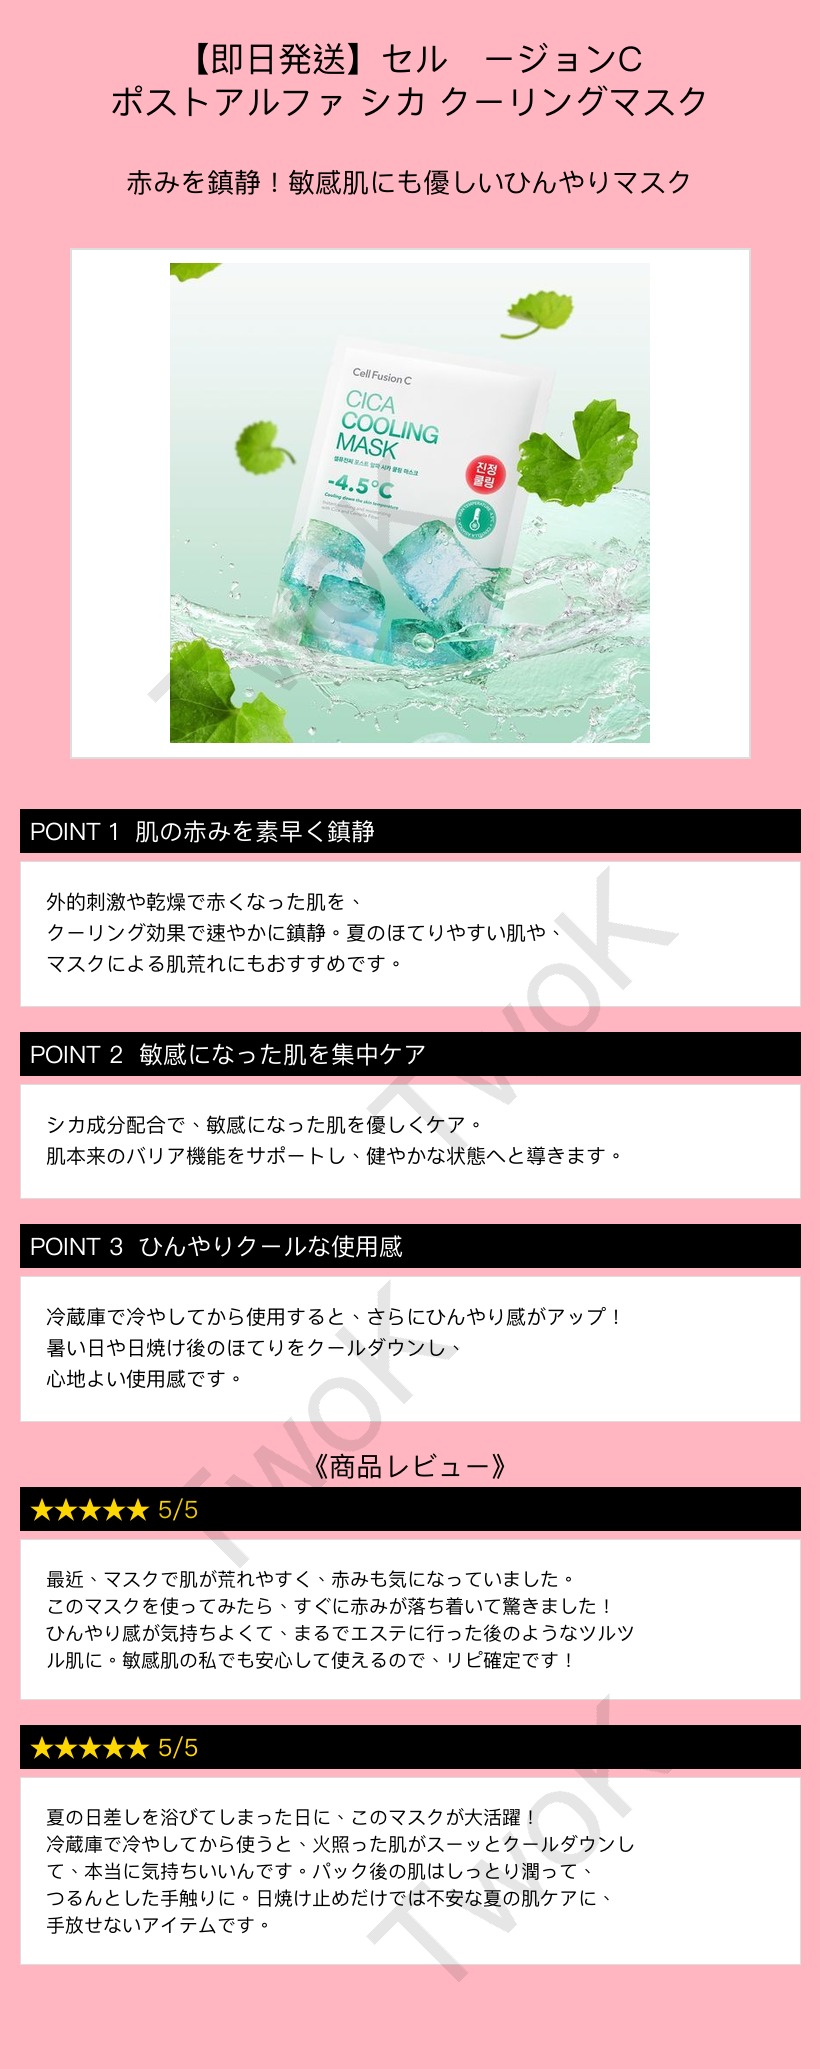 【即日発送】セル　ージョンC
ポストアルファ シカ クーリングマスク
赤みを鎮静！敏感肌にも優しいひんやりマスク
Cell Fusion C
CICA
COOLING
MASK
셀퓨전씨 포스트 알파 시카 쿨링 마스크
-4.5°C
Cooling down the skin temperature
진정
쿨링
POINT 1 肌の赤みを素早く鎮静
外的刺激や乾燥で赤くなった肌を、
クーリング効果で速やかに鎮静。夏のほてりやすい肌や、
マスクによる肌荒れにもおすすめです。
POINT 2 敏感になった肌を集中ケア
シカ成分配合で、敏感になった肌を優しくケア。
肌本来のバリア機能をサポートし、健やかな状態へと導きます。
POINT 3 ひんやりクールな使用感
冷蔵庫で冷やしてから使用すると、さらにひんやり感がアップ！
暑い日や日焼け後のほてりをクールダウンし、
心地よい使用感です。
《商品レビュー》
★★★★★ 5/5
最近、マスクで肌が荒れやすく、赤みも気になっていました。
このマスクを使ってみたら、すぐに赤みが落ち着いて驚きました！
ひんやり感が気持ちよくて、まるでエステに行った後のようなツルツ
ル肌に。敏感肌の私でも安心して使えるので、リピ確定です！
★★★★★ 5/5
夏の日差しを浴びてしまった日に、このマスクが大活躍！
冷蔵庫で冷やしてから使うと、火照った肌がスーッとクールダウンし
て、本当に気持ちいいんです。パック後の肌はしっとり潤って、
つるんとした手触りに。日焼け止めだけでは不安な夏の肌ケアに、
手放せないアイテムです。
TwoK
TwoK
TwoK
TwoK